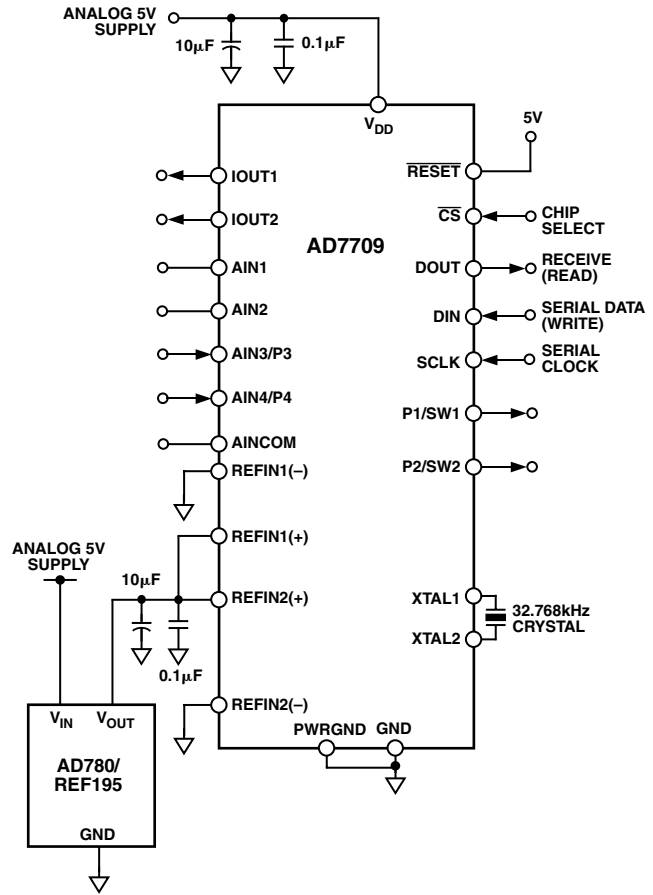 ANALOG 5V
SUPPLY
10µF
0.1µF
VDD
5V
RESET
IOUT1
CS
CHIP
SELECT
IOUT2
AD7709
DOUT
RECEIVE
(READ)
AIN1
DIN
SERIAL DATA
(WRITE)
AIN2
SCLK
SERIAL
CLOCK
AIN3/P3
AIN4/P4
P1/SW1
AINCOM
P2/SW2
REFIN1(–)
REFIN1(+)
ANALOG 5V
SUPPLY
10µF
REFIN2(+)
XTAL1
32.768kHz
CRYSTAL
XTAL2
0.1µF
REFIN2(–)
VIN
VOUT
PWRGND
GND
AD780/
REF195
GND